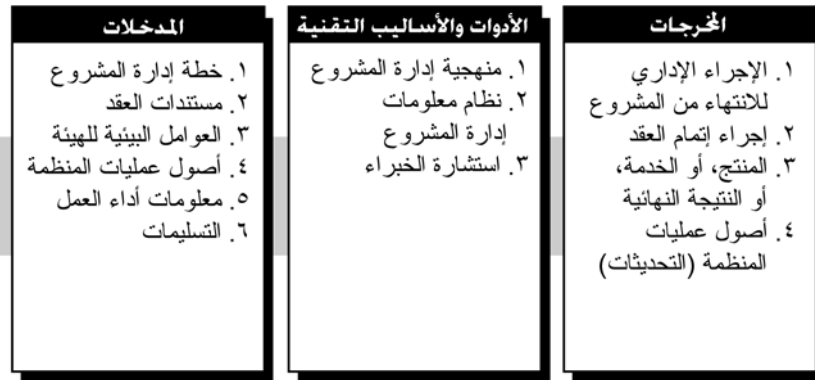 المدخلات
١. خطة إدارة المشروع
٢. مستندات العقد
٣. العوامل البيئية للهيئة
٤. أصول عمليات المنظمة
٥. معلومات أداء العمل
٦. التسليمات
الأدوات والأساليب التقنية
١. منهجية إدارة المشروع
٢. نظام معلومات
إدارة المشروع
٣. استشارة الخبراء
المخرجات
١. الإجراء الإداري
للانتهاء من المشروع
٢. إجراء إتمام العقد
٣. المنتج، أو الخدمة،
أو النتيجة النهائية
٤. أصول عمليات
المنظمة (التحديثات)